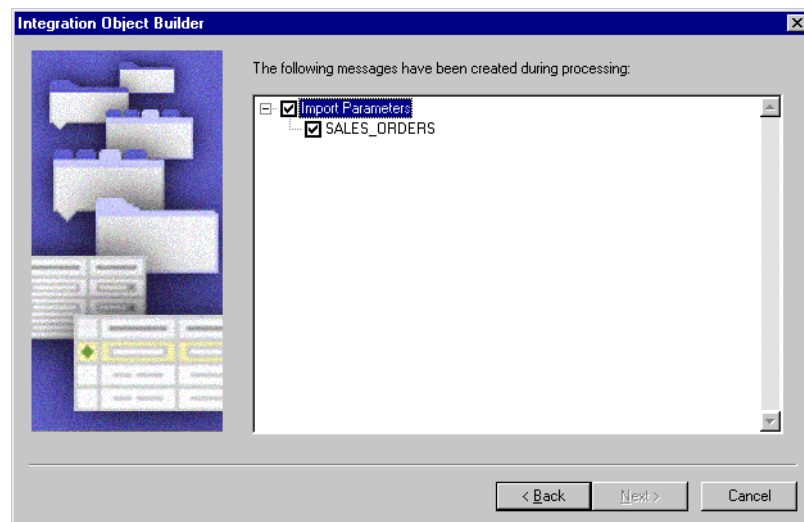 Integration Object Builder
The following messages have been created during processing:
Import Parameters
SALES_ORDERS
< Back Next > Cancel